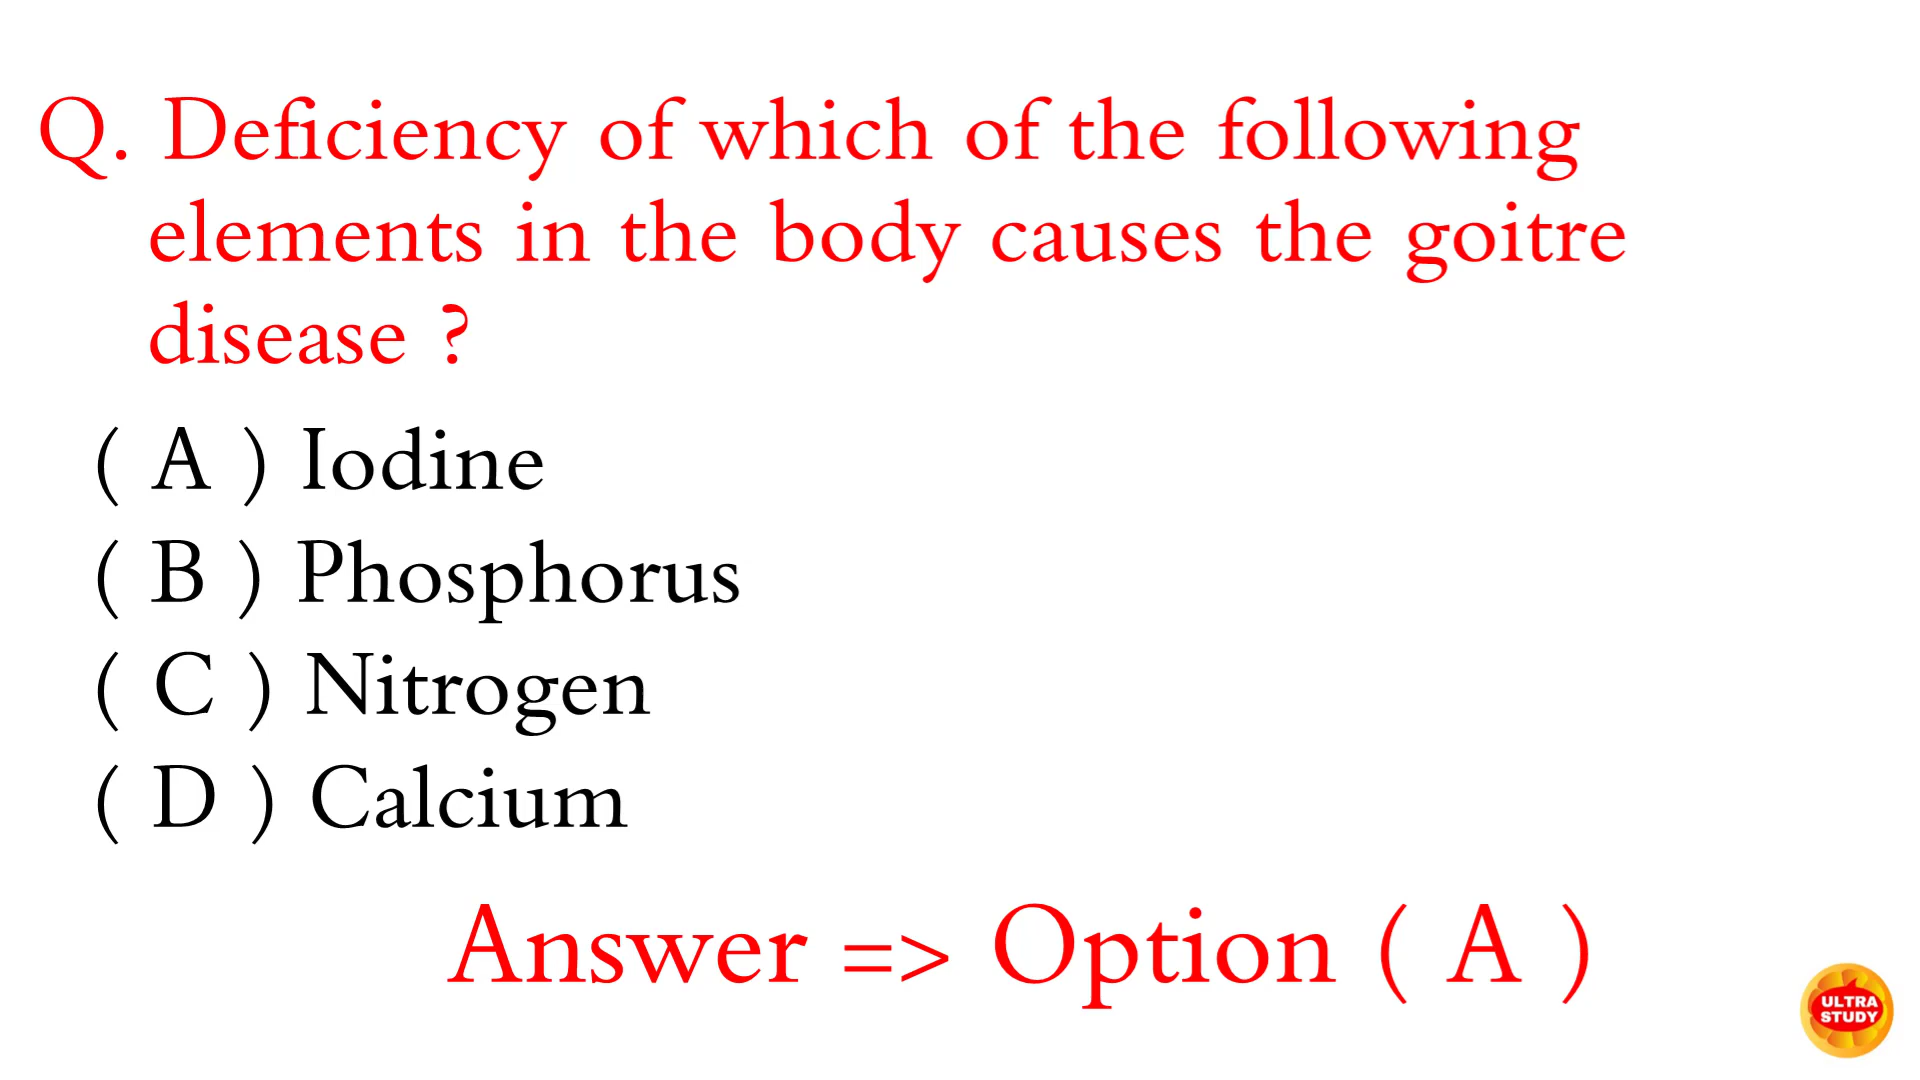 Q. Deficiency of which of the following
elements in the body causes the goitre
disease ?
( A ) Iodine
( B ) Phosphorus
( C ) Nitrogen
( D ) Calcium
Answer => Option ( A )
ULTRA
STUDY